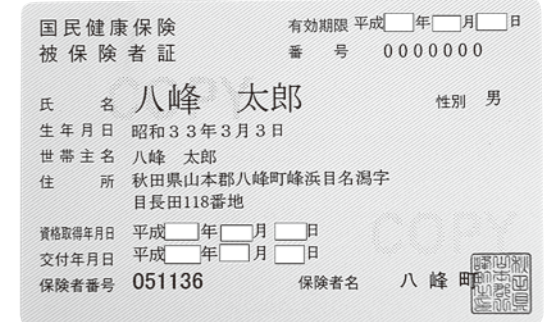 国民健康保険
被保険者証
有効期限 平成 年 月 日
番 号 0000000
氏 名 八峰 太郎 性別 男
生年月日 昭和33年3月3日
世帯主名 八峰 太郎
住 所 秋田県山本郡八峰町峰浜目名潟字
目長田118番地
資格取得年月日 平成 年 月 日
交付年月日 平成 年 月 日
保険者番号 051136 保険者名 八峰町
COPY
COPY